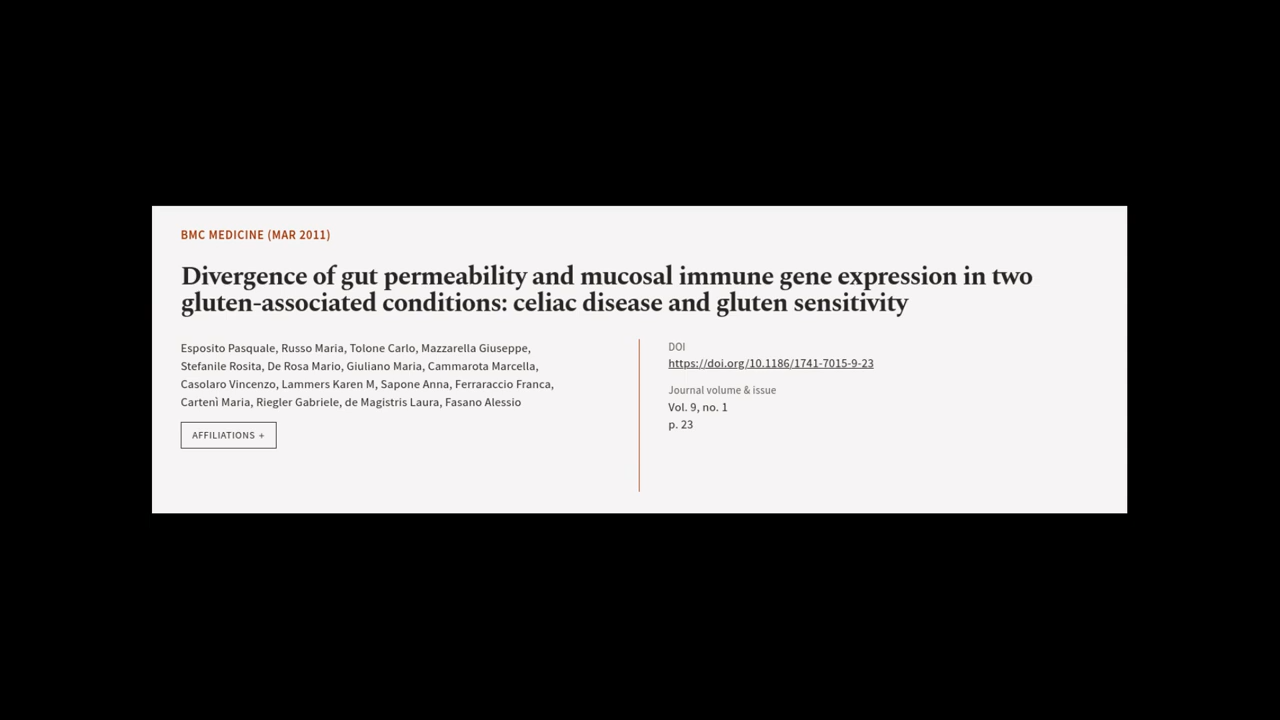 BMC MEDICINE (MAR 2011)
Divergence of gut permeability and mucosal immune gene expression in two
gluten-associated conditions: celiac disease and gluten sensitivity
Esposito Pasquale, Russo Maria, Tolone Carlo, Mazzarella Giuseppe,
Stefanile Rosita, De Rosa Mario, Giuliano Maria, Cammarota Marcella,
Casolaro Vincenzo, Lammers Karen M, Sapone Anna, Ferraraccio Franca,
Cartenì Maria, Riegler Gabriele, de Magistris Laura, Fasano Alessio
AFFILIATIONS +
DOI
https://doi.org/10.1186/1741-7015-9-23
Journal volume & issue
Vol. 9, no. 1
p. 23